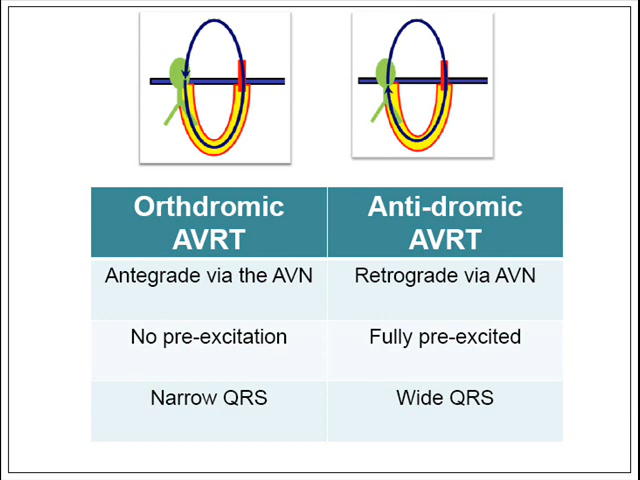 Orthdromic
AVRT
Anti-dromic
AVRT
Antegrade via the AVN
Retrograde via AVN
No pre-excitation
Fully pre-excited
Narrow QRS
Wide QRS